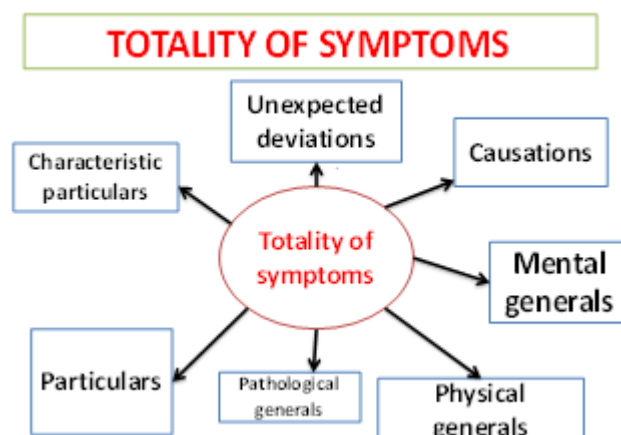 TOTALITY OF SYMPTOMS
Unexpected
deviations
Causations
Characteristic
particulars
Totality of
symptoms
Mental
generals
Particulars
Pathological
generals
Physical
generals